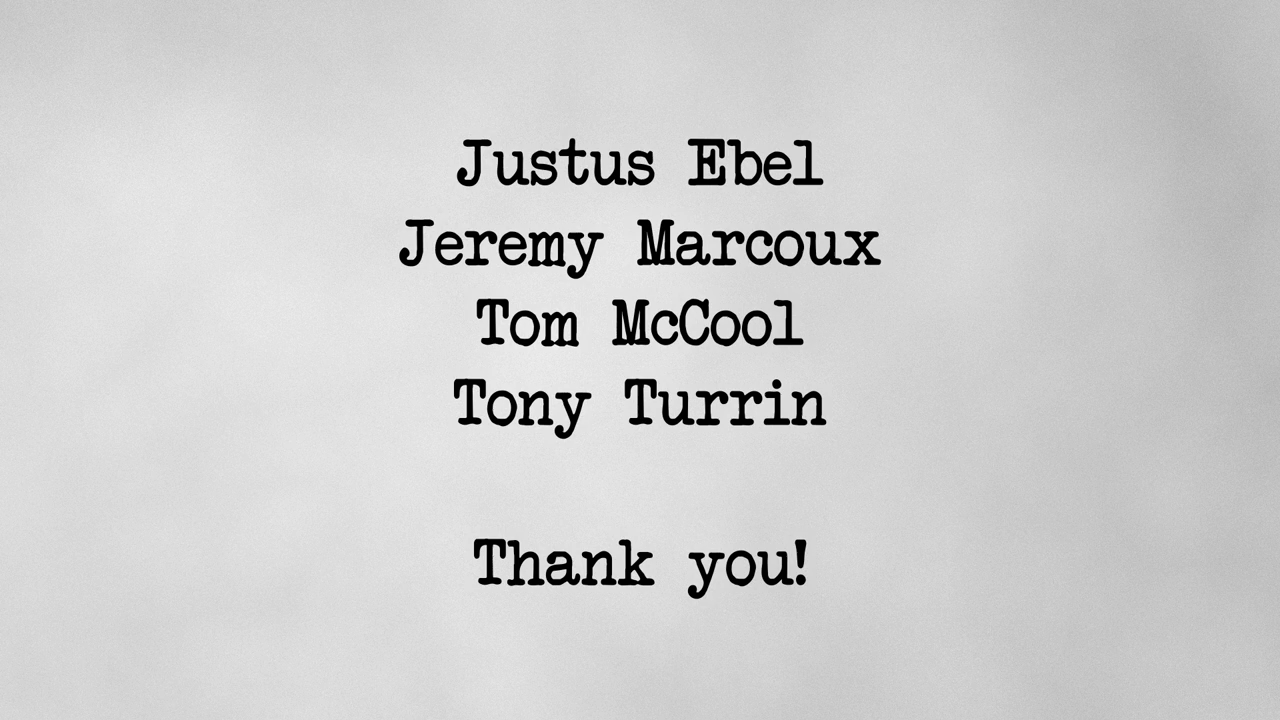 Justus Ebel
Jeremy Marcoux
Tom McCool
Tony Turrin
Thank you!